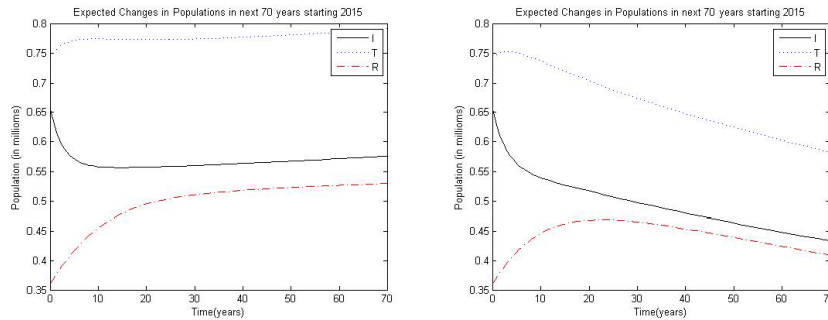 Expected Changes in Populations in next 70 years starting 2015
0.8
0.75
0.7
0.65
0.6
0.55
0.5
0.45
0.4
0.35
Population (in millioms)
0 10 20 30 40 50 60 70
Time(years)
I
T
R
Expected Changes in Populations in next 70 years starting 2015
0.8
0.75
0.7
0.65
0.6
0.55
0.5
0.45
0.4
0.35
Population (in millioms)
0 10 20 30 40 50 60 70
Time(years)
I
T
R